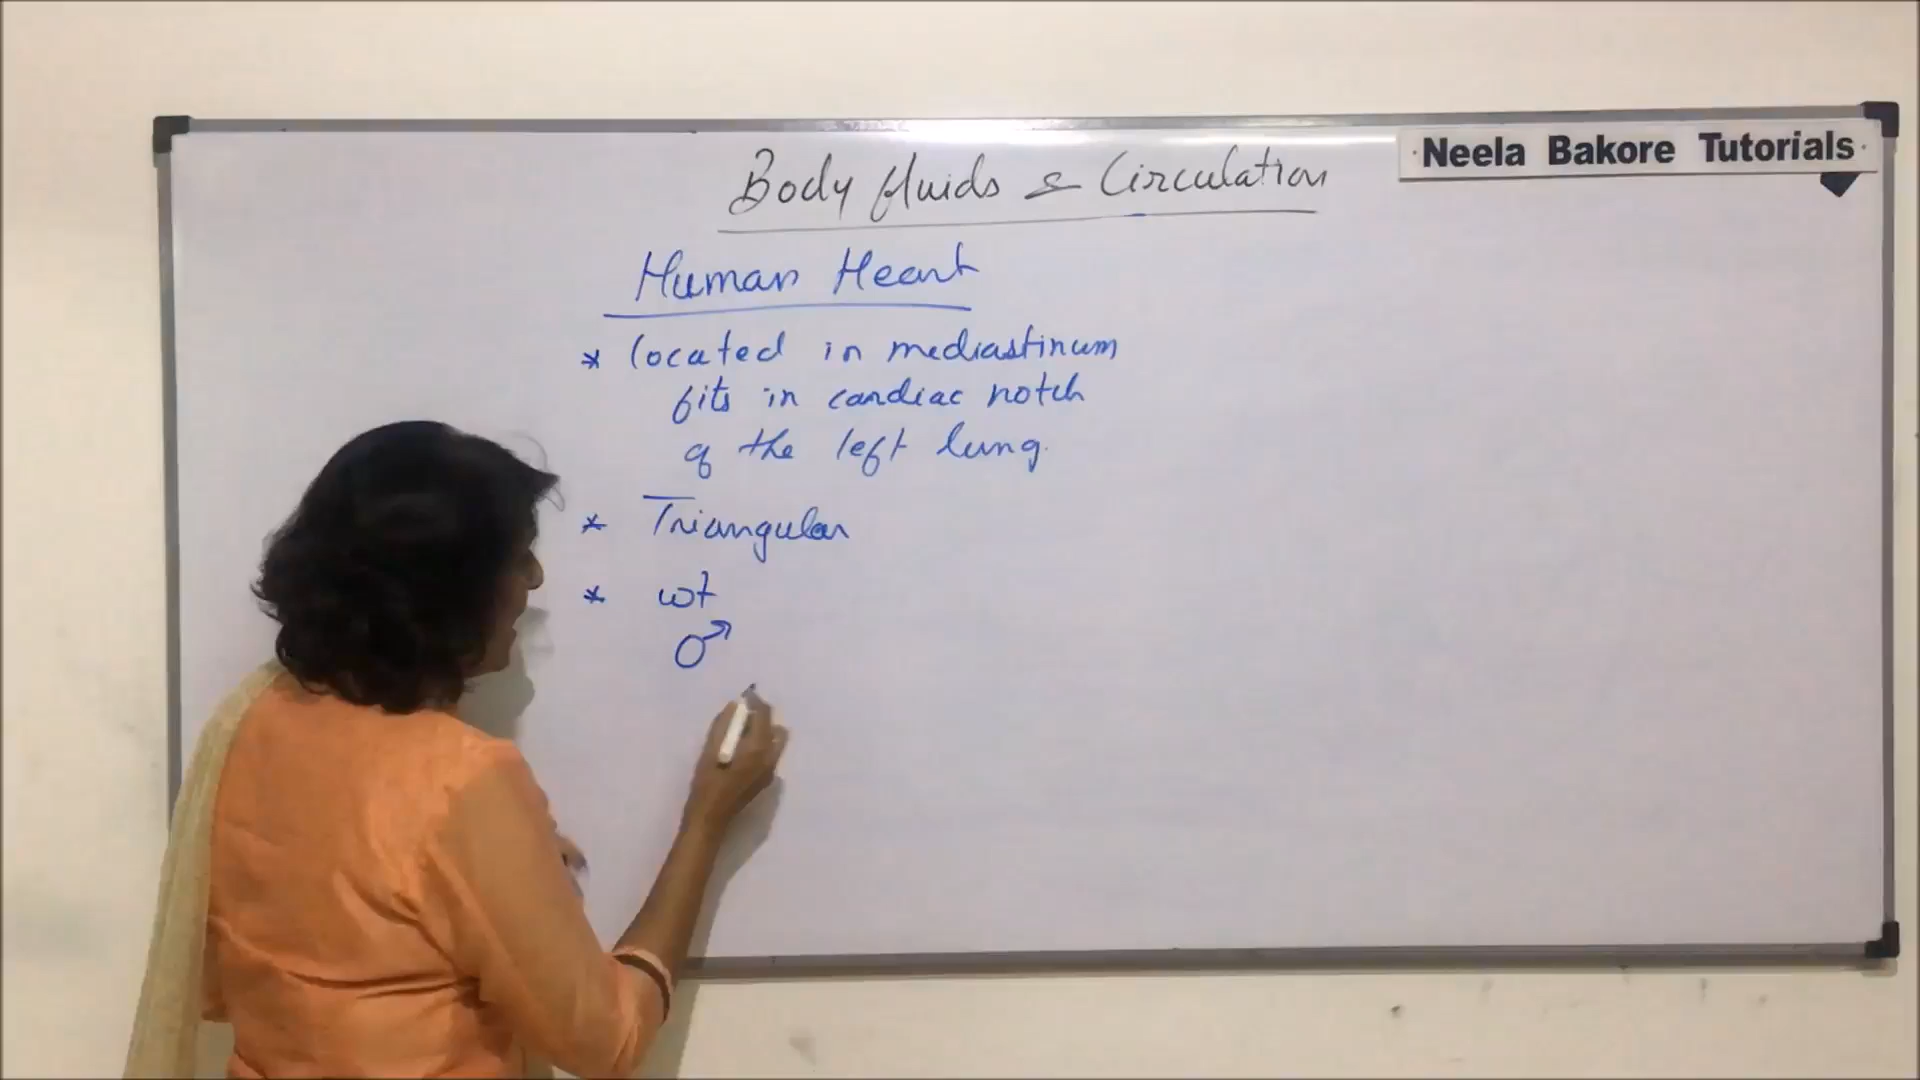 Neela Bakore Tutorials
Body fluids & Circulation
Human Heart
* located in mediastinum
fits in cardiac notch
of the left lung.
* Triangular
* wt
♂